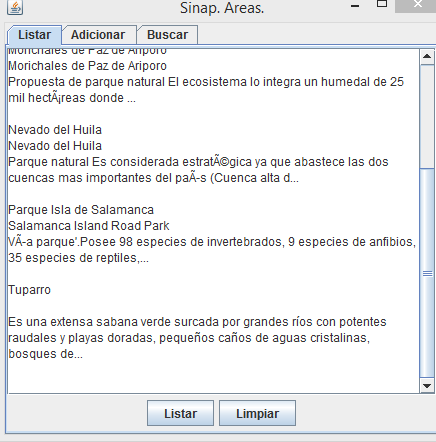 Sinap. Areas.
Listar Adicionar Buscar
Morichales de Paz de Ariporo
Morichales de Paz de Ariporo
Propuesta de parque natural El ecosistema lo integra un humedal de 25
mil hectÃ¡reas donde ...
Nevado del Huila
Nevado del Huila
Parque natural Es considerada estratÃ©gica ya que abastece las dos
cuencas mas importantes del paÃ-s (Cuenca alta d...
Parque Isla de Salamanca
Salamanca Island Road Park
VÃ-a parque'.Posee 98 especies de invertebrados, 9 especies de anfibios,
35 especies de reptiles,...
Tuparro
Es una extensa sabana verde surcada por grandes ríos con potentes
raudales y playas doradas, pequeños caños de aguas cristalinas,
bosques de...
Listar Limpiar